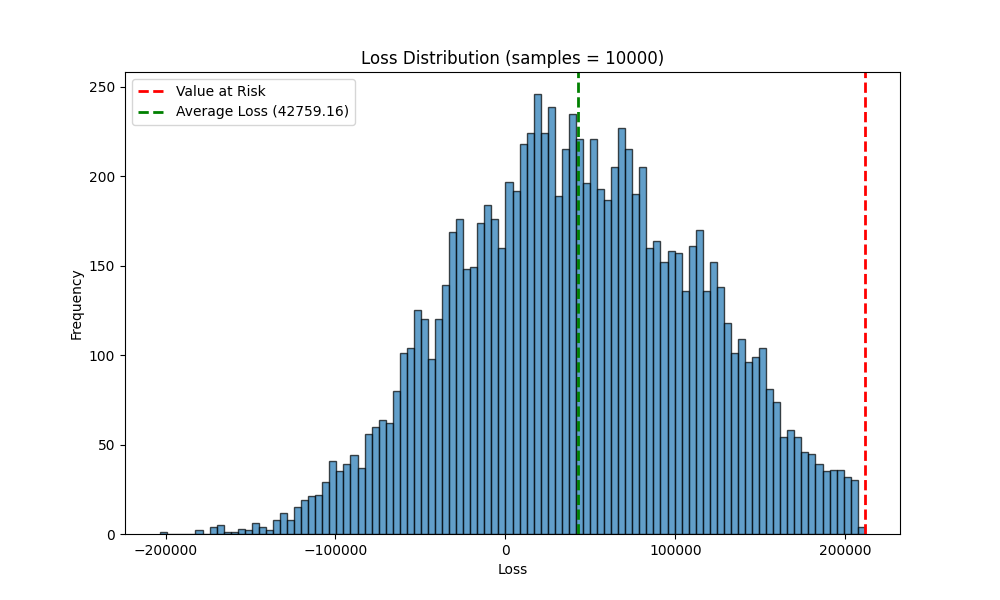 Loss Distribution (samples = 10000)
Value at Risk
Average Loss (42759.16)
Frequency
250
200
150
100
50
0
−200000 −100000 0 100000 200000
Loss